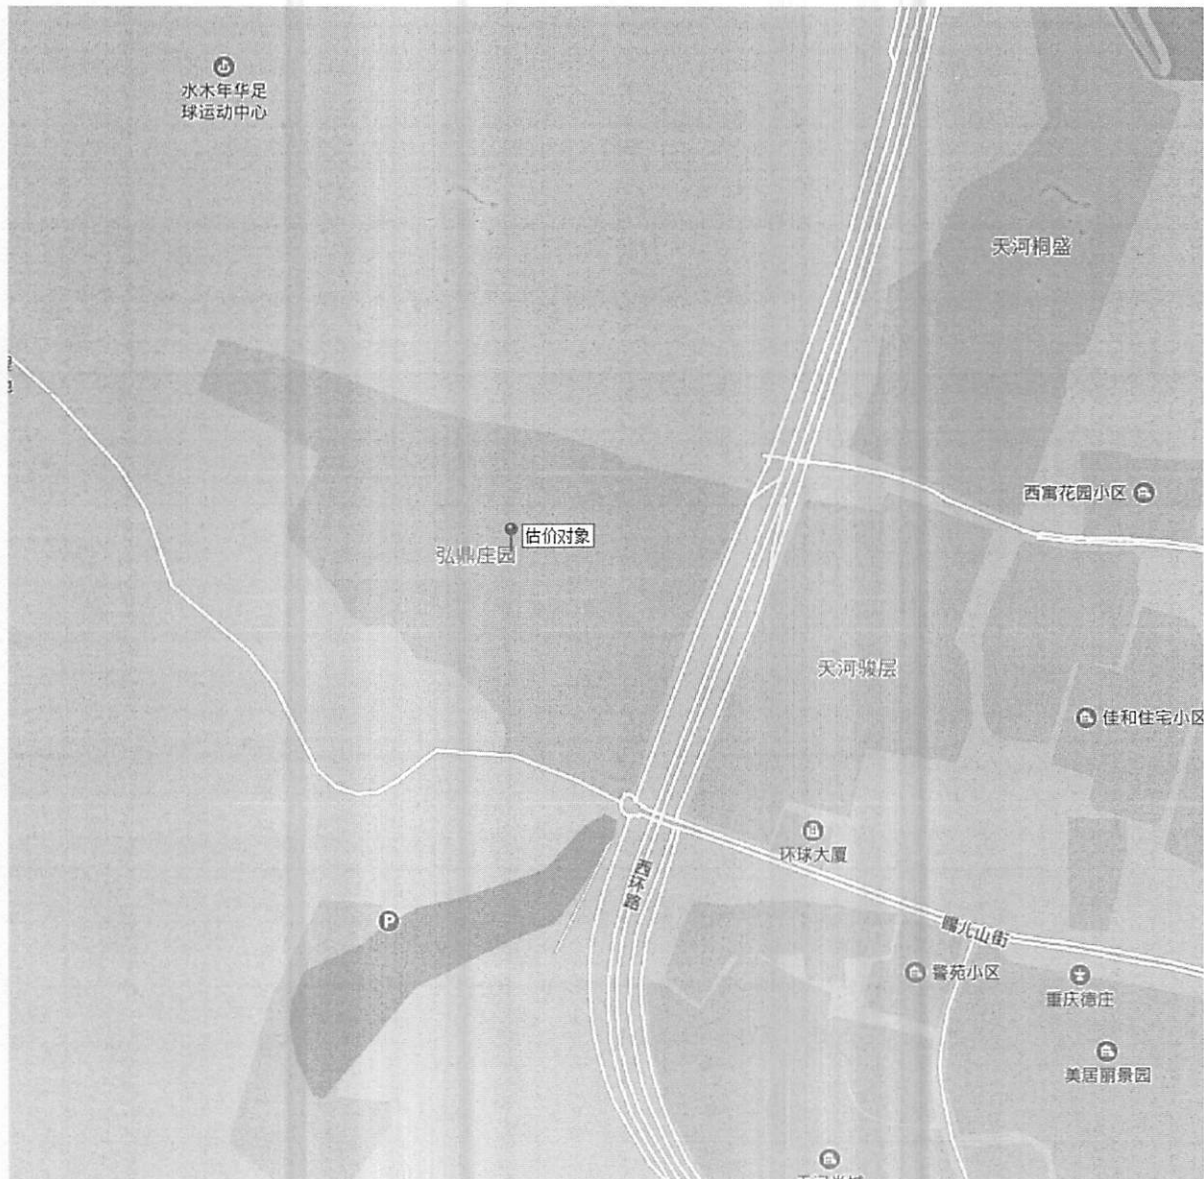 水木年华足
球运动中心
天河桐盛
西寓花园小区
估价对象
弘鼎庄园
天河骏层
佳和住宅小区
环球大厦
西环路
赐儿山街
P
警苑小区
重庆德庄
美居丽景园